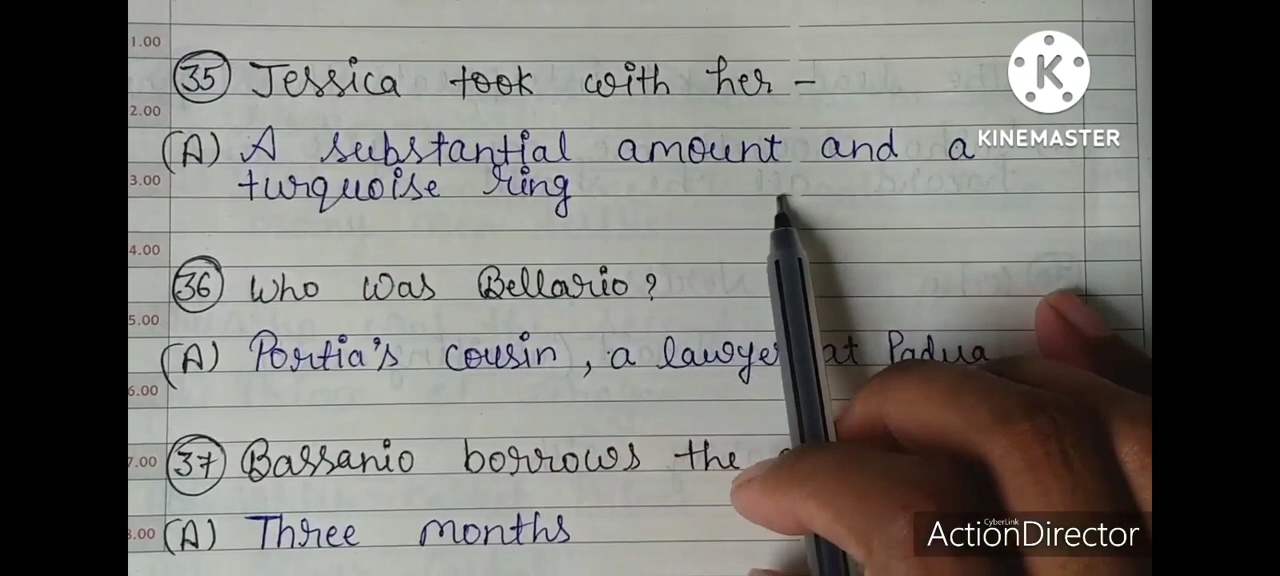 1.00
35 Jessica took with her -
2.00
(A) A substantial amount and a
3.00 turquoise ring
4.00
36 Who was Bellario?
5.00
(A) Portia's cousin, a lawyer at Padua
6.00
7.00 37 Bassanio borrows the
8.00 (A) Three months
KINEMASTER
CyberLink
ActionDirector